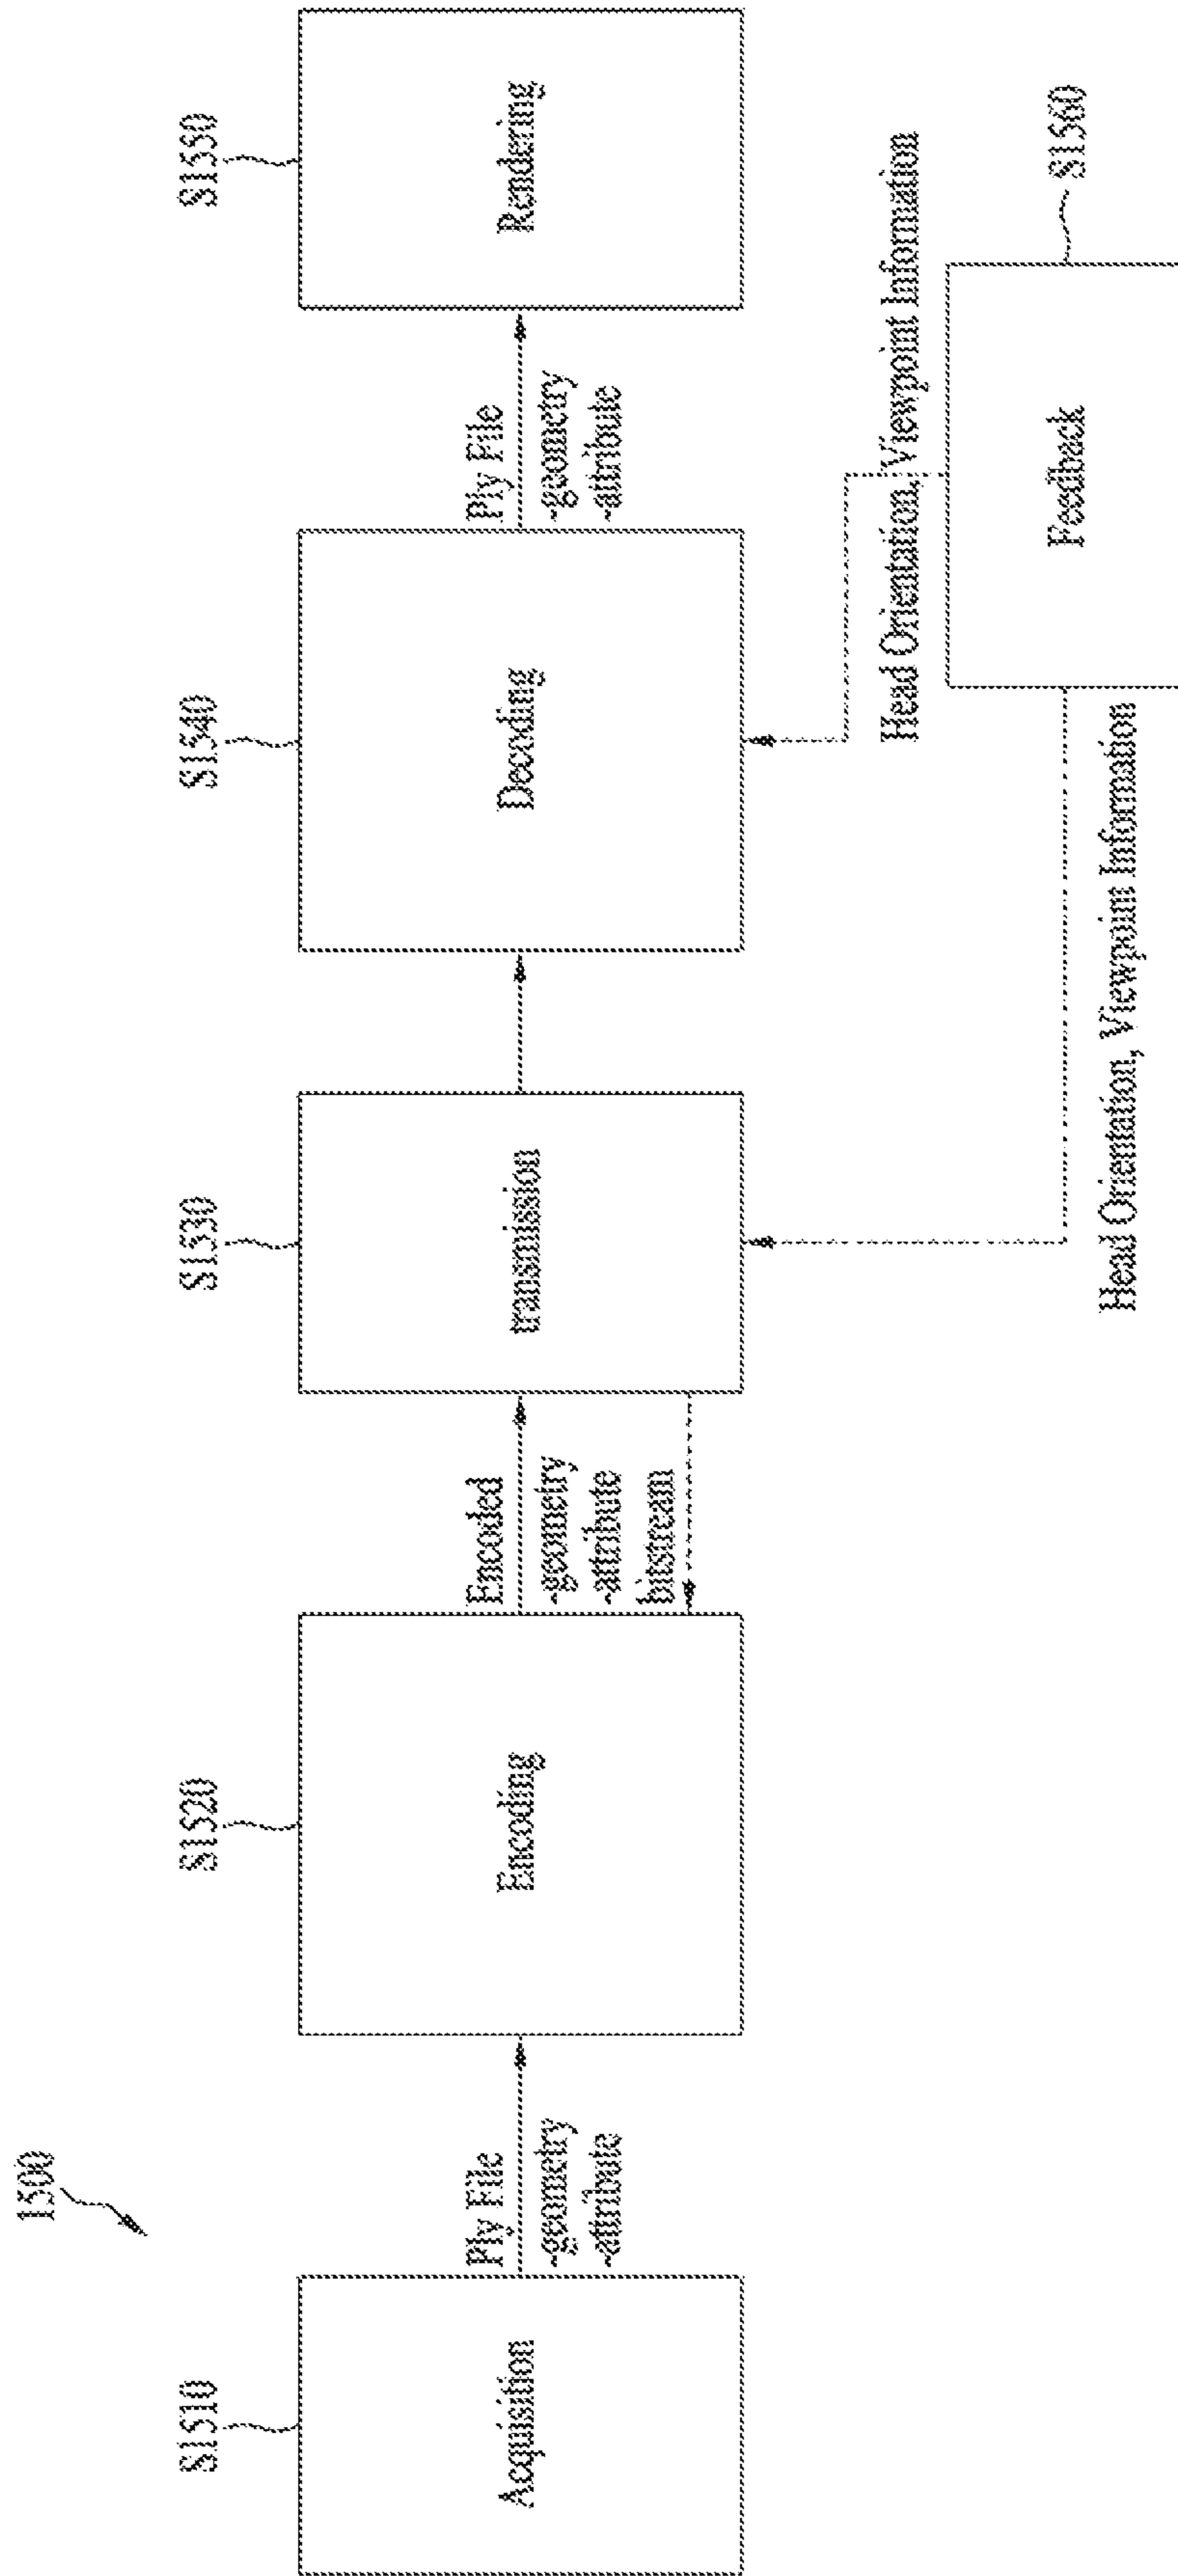 1500
S1510
S1520
S1530
S1540
S1550
Acquisition
Ply File
-geometry
-attribute
Encoding
Encoded
-geometry
-attribute
bitstream
transmission
Decoding
Ply File
-geometry
-attribute
Rendering
Head Orientation, Viewpoint Information
Head Orientation, Viewpoint Information
Feedback
S1560